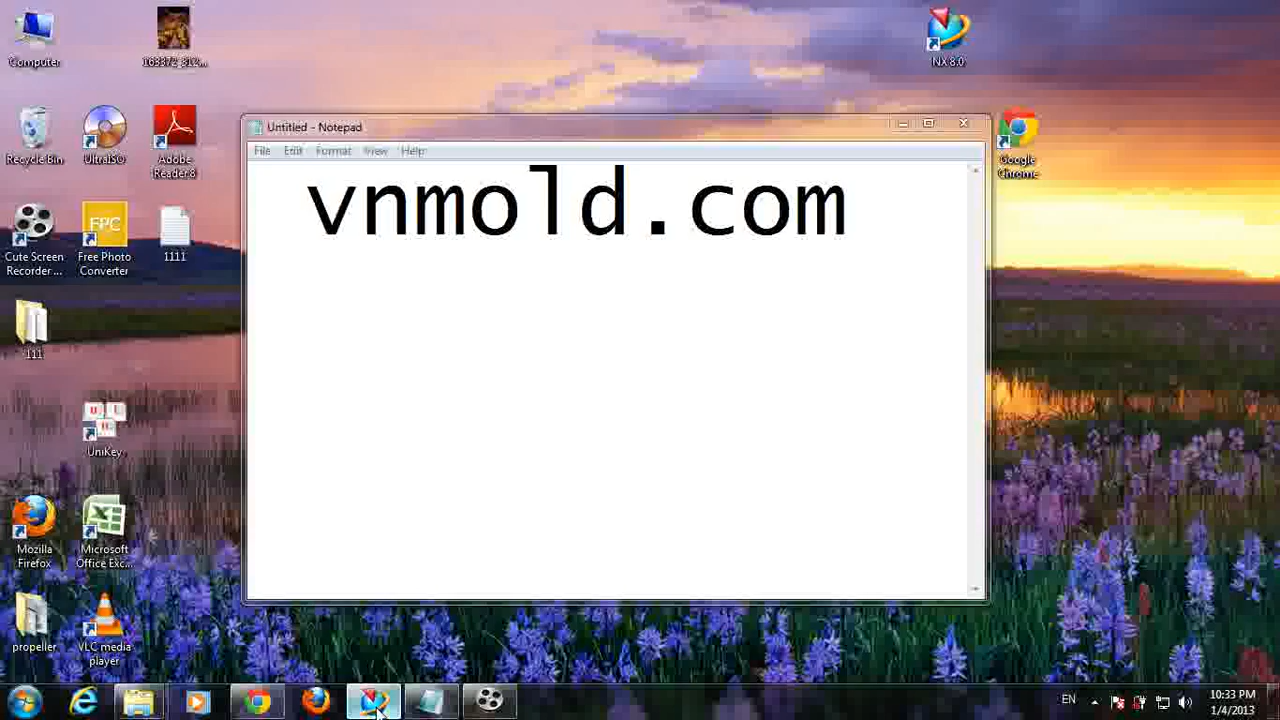 Computer
163372_312...
NX 8.0
Recycle Bin
UltraISO
Adobe
Reader 8
Untitled - Notepad
File Edit Format View Help
vnmold.com
Google
Chrome
Cute Screen
Recorder ...
FPC
Free Photo
Converter
1111
111
UniKey
Mozilla
Firefox
Microsoft
Office Exc...
propeller
VLC media
player
EN
10:33 PM
1/4/2013